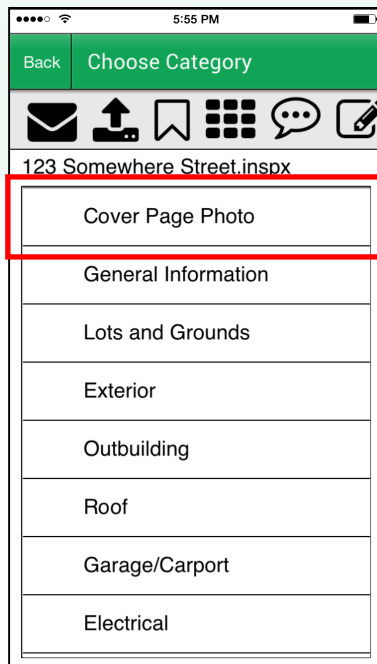 5:55 PM
Back Choose Category
123 Somewhere Street.inspx
Cover Page Photo
General Information
Lots and Grounds
Exterior
Outbuilding
Roof
Garage/Carport
Electrical